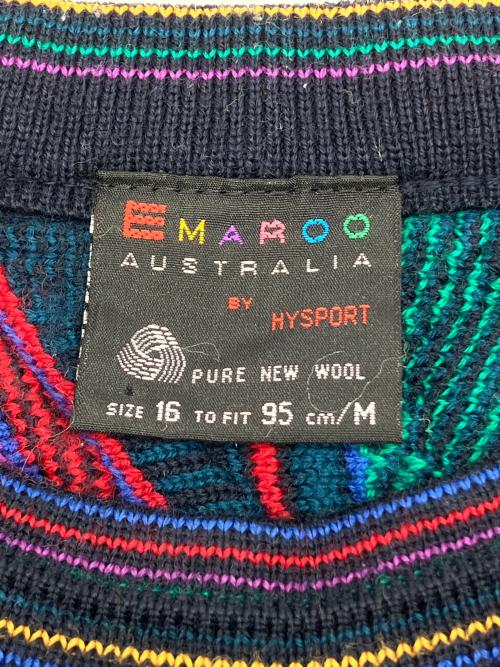 EMAROO
AUSTRALIA
BY HYSPORT
PURE NEW WOOL
SIZE 16 TO FIT 95 cm/M